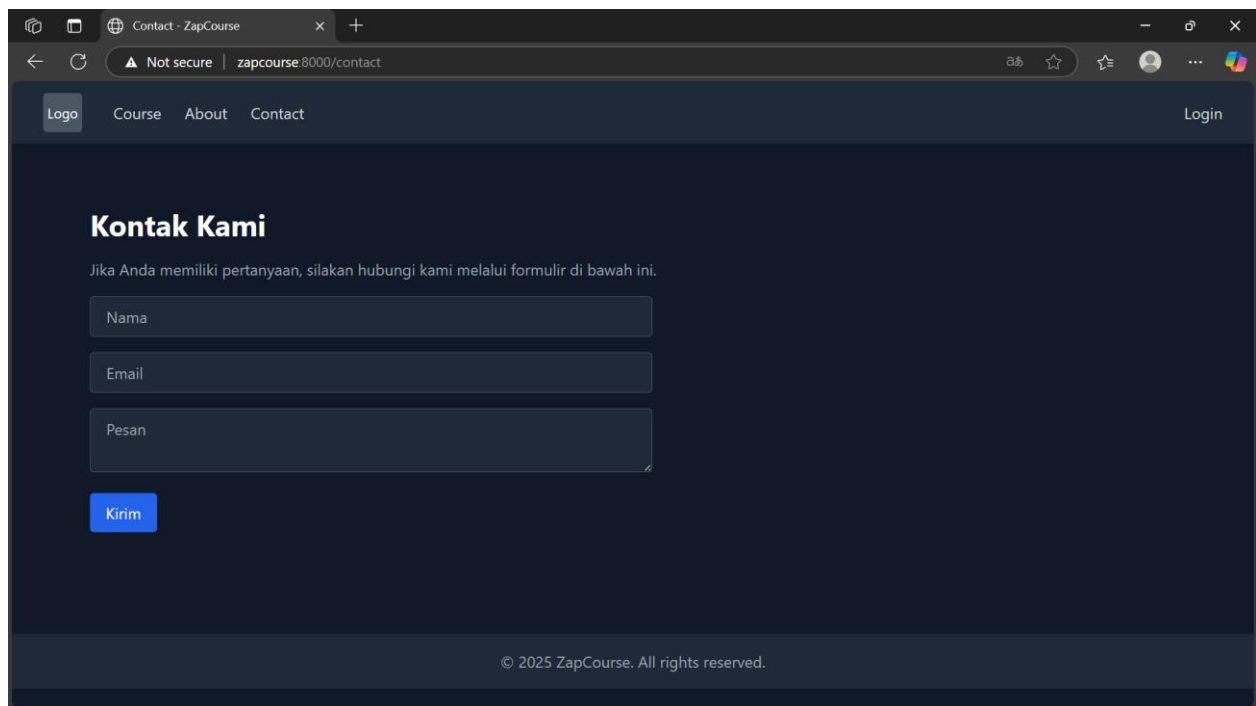 Contact - ZapCourse
Not secure | zapcourse:8000/contact
Logo Course About Contact Login
Kontak Kami
Jika Anda memiliki pertanyaan, silakan hubungi kami melalui formulir di bawah ini.
Nama
Email
Pesan
Kirim
© 2025 ZapCourse. All rights reserved.